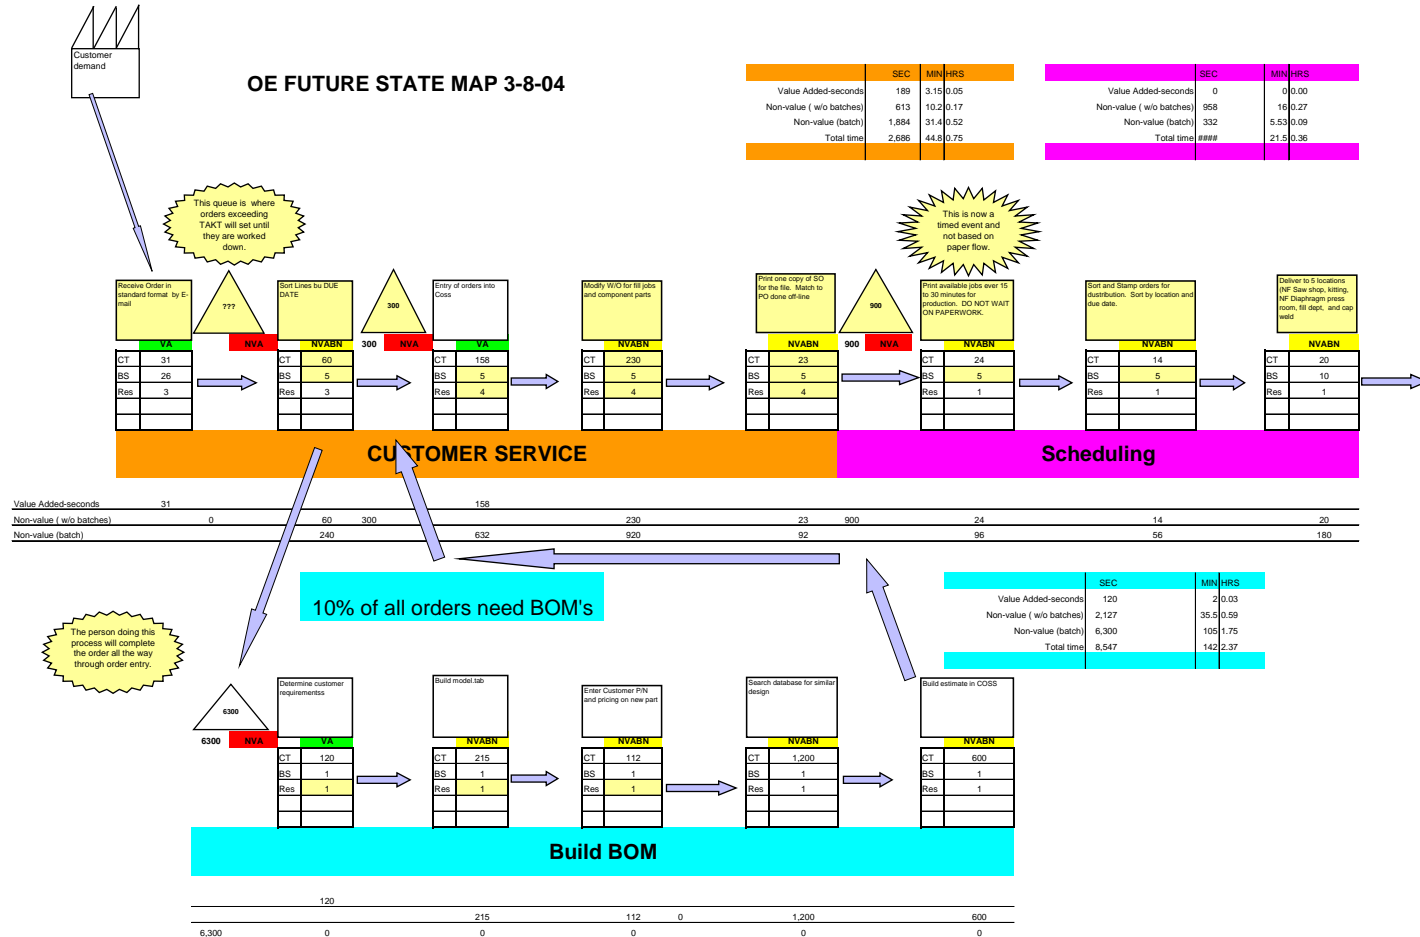 Customer
demand
OE FUTURE STATE MAP 3-8-04
SEC MIN HRS
Value Added-seconds 189 3.15 0.05
Non-value ( w/o batches) 613 10.2 0.17
Non-value (batch) 1,884 31.4 0.52
Total time 2,686 44.8 0.75
SEC MIN HRS
Value Added-seconds 0 0 0.00
Non-value ( w/o batches) 958 16 0.27
Non-value (batch) 332 5.53 0.09
Total time #### 21.5 0.36
This queue is where
orders exceeding
TAKT will set until
they are worked
down.
This is now a
timed event and
not based on
paper flow.
Receive Order in
standard format by E-
mail
???
Sort Lines bu DUE
DATE
300
Entry of orders into
Coss
Modify W/O for fill jobs
and component parts
Print one copy of SO
for the file. Match to
PO done off-line
900
Print available jobs ever 15
to 30 minutes for
production. DO NOT WAIT
ON PAPERWORK.
Sort and Stamp orders for
dustribution. Sort by location and
due date.
Deliver to 5 locations
(NF Saw shop, kitting,
NF Diaphragm press
room, fill dept, and cap
weld
VA NVA NVABN 300 NVA VA NVABN NVABN 900 NVA NVABN NVABN NVABN
CT 31 CT 60 CT 158 CT 230 CT 23 CT 24 CT 14 CT 20
BS 26 BS 5 BS 5 BS 5 BS 5 BS 5 BS 5 BS 10
Res 3 Res 3 Res 4 Res 4 Res 4 Res 1 Res 1 Res 1
CUSTOMER SERVICE Scheduling
Value Added-seconds 31 158
Non-value ( w/o batches) 0 60 300 230 23 900 24 14 20
Non-value (batch) 240 632 920 92 96 56 180
10% of all orders need BOM's
SEC MIN HRS
Value Added-seconds 120 2 0.03
Non-value ( w/o batches) 2,127 35.5 0.59
Non-value (batch) 6,300 105 1.75
Total time 8,547 142 2.37
The person doing this
process will complete
the order all the way
through order entry.
6300
Determine customer
requirementss
Build model.tab
Enter Customer P/N
and pricing on new part
Search database for similar
design
Build estimate in COSS
6300 NVA VA NVABN NVABN NVABN NVABN
CT 120 CT 215 CT 112 CT 1,200 CT 600
BS 1 BS 1 BS 1 BS 1 BS 1
Res 1 Res 1 Res 1 Res 1 Res 1
Build BOM
120
215 112 0 1,200 600
6,300 0 0 0 0 0